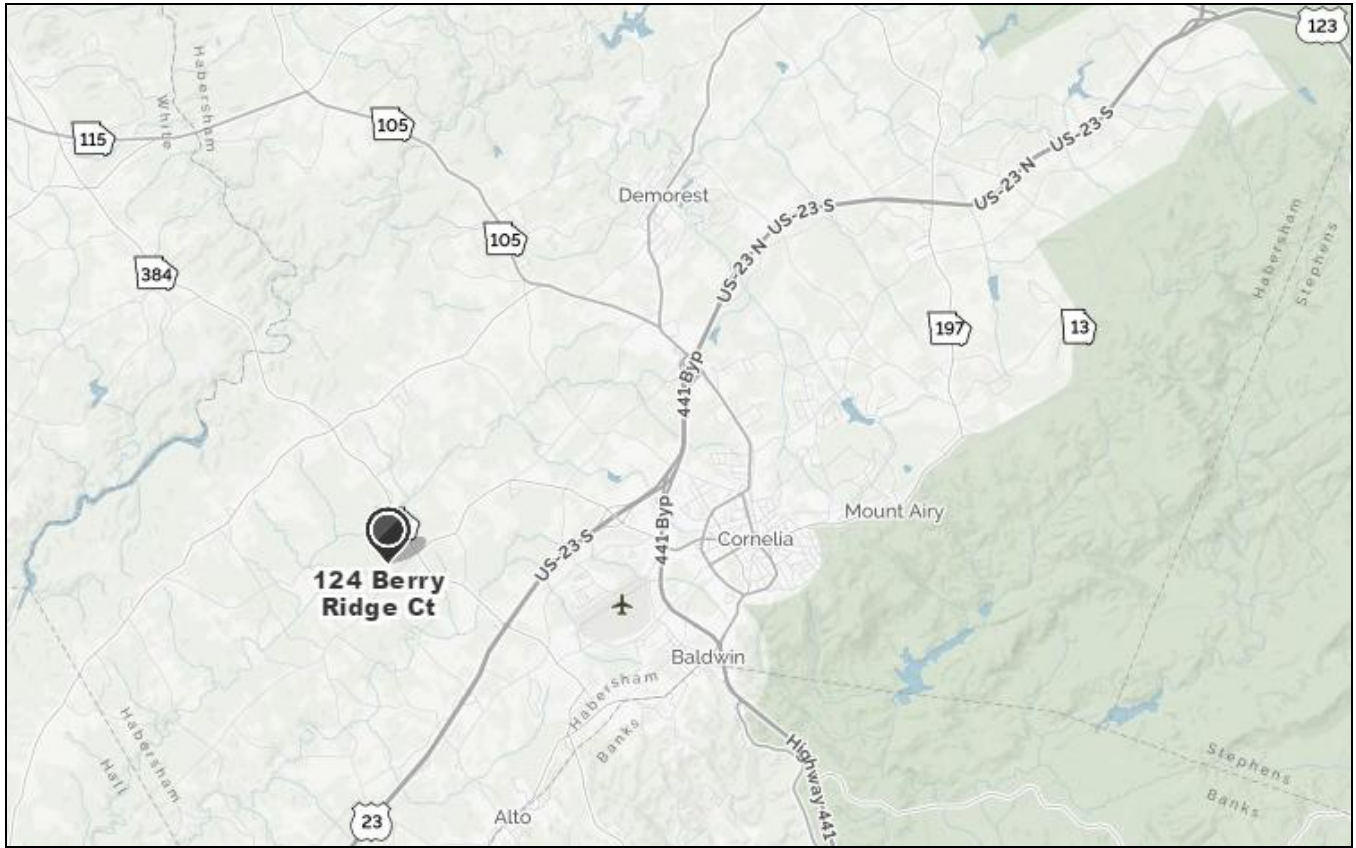 123
Habersham
White
115
105
US-23-S
Demorest
US-23-N
105
US-23-S
US-23-N
Habersham
Stephens
384
197
13
441-Byp
441-Byp
Mount Airy
Cornelia
US-23-S
124 Berry
Ridge Ct
Baldwin
Habersham
Banks
Habersham
Hall
Highway 441
Stephens
Banks
23
Alto